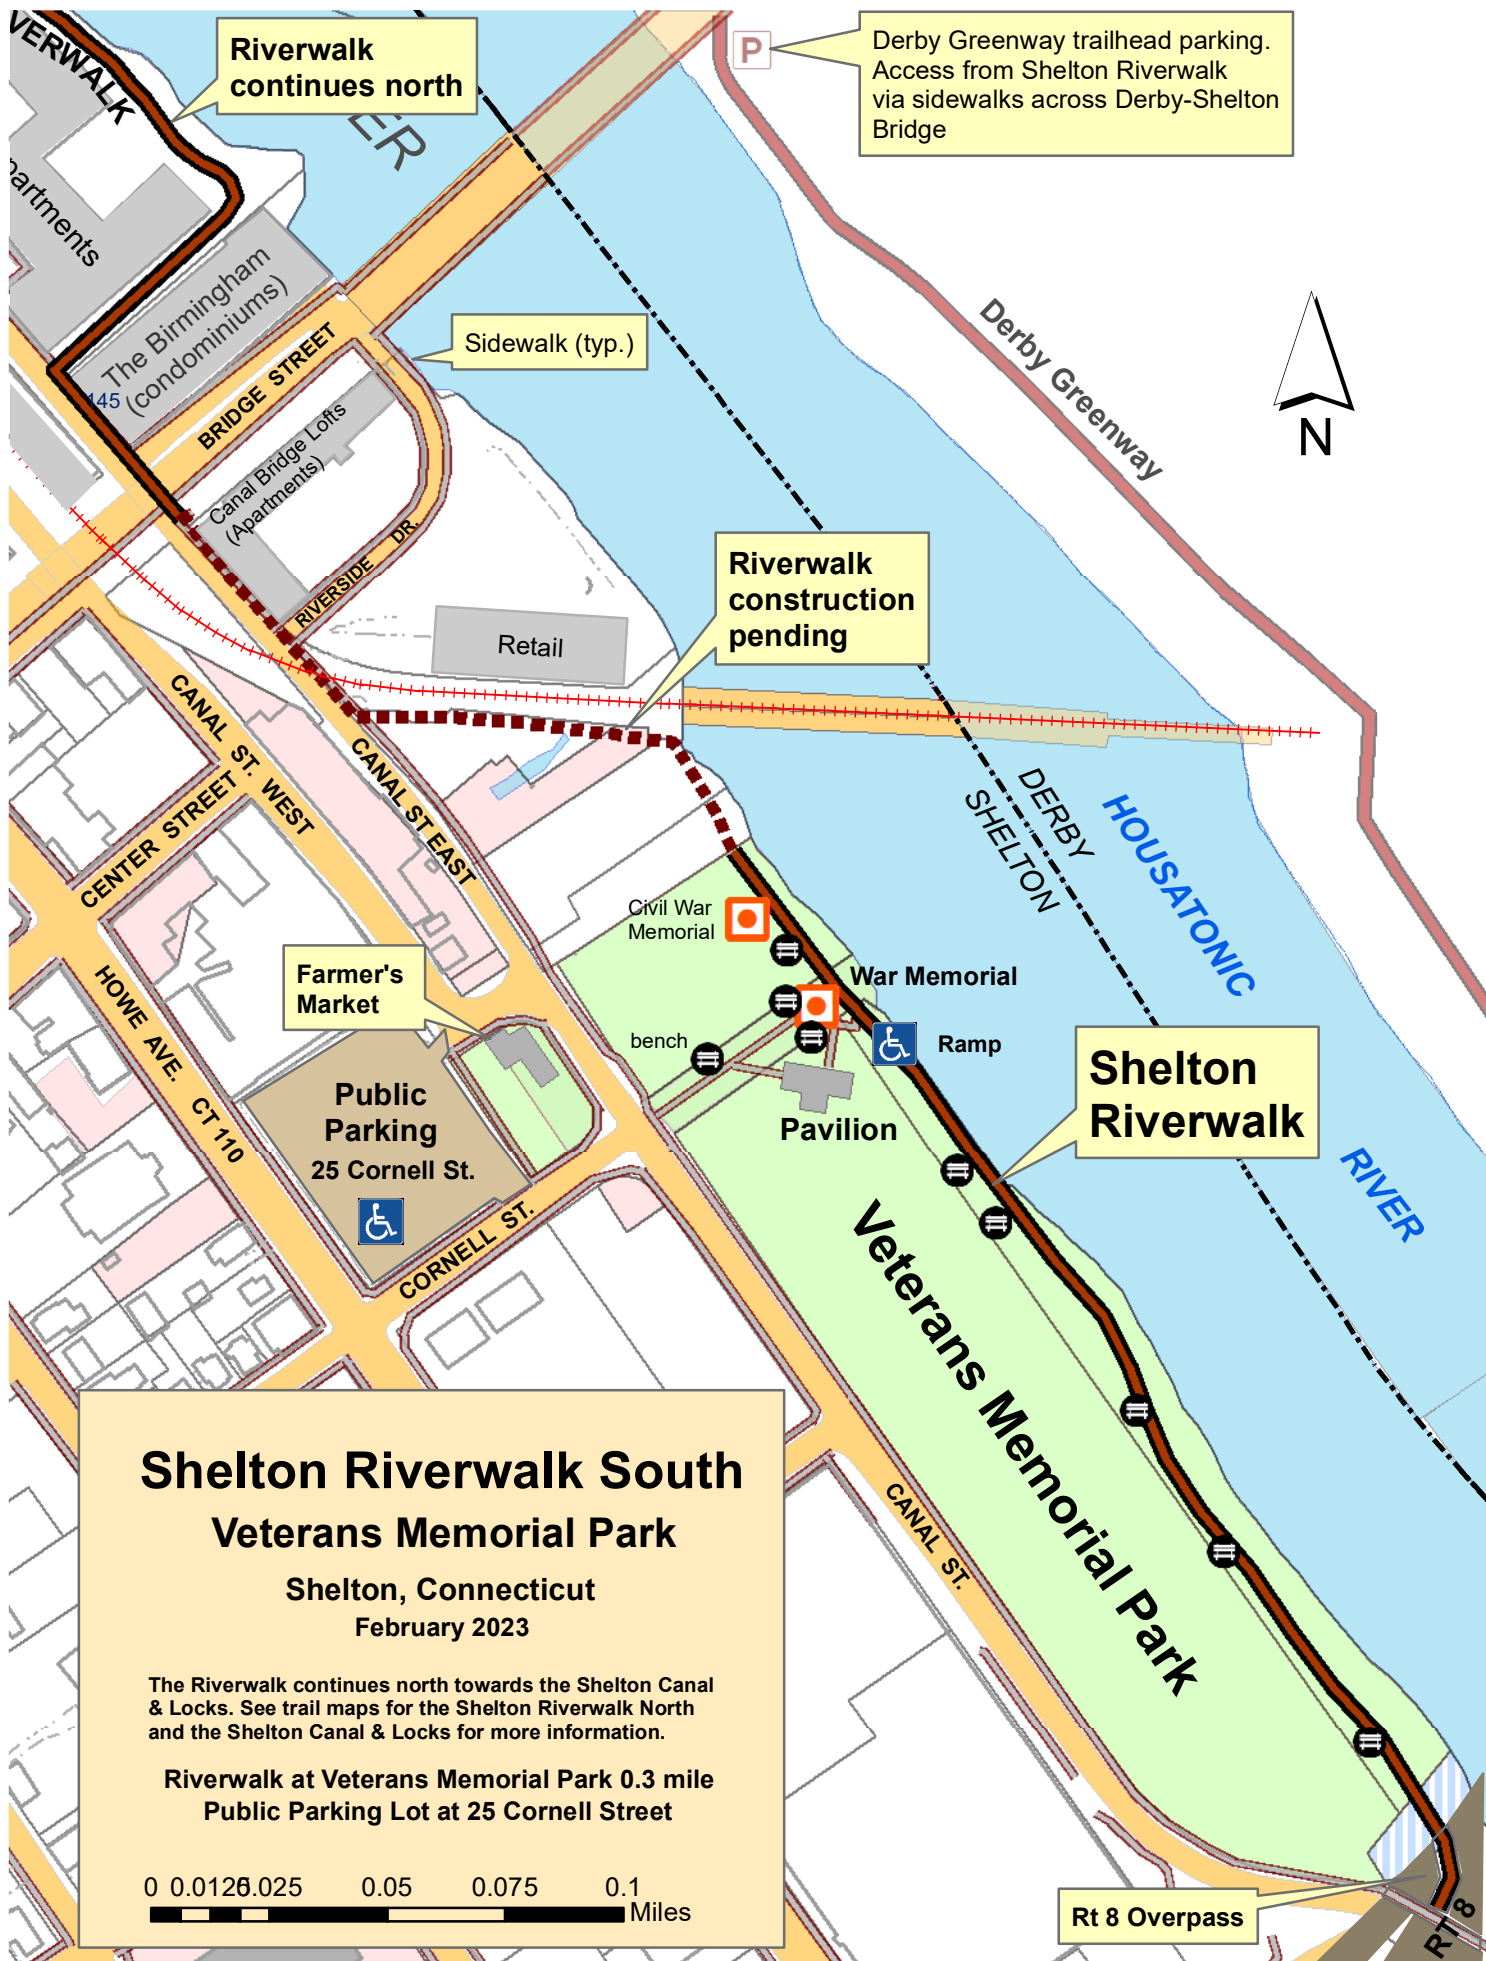 VERWALK
Riverwalk
continues north
ER
P
Derby Greenway trailhead parking.
Access from Shelton Riverwalk
via sidewalks across Derby-Shelton
Bridge
partments
The Birmingham
(condominiums)
145
BRIDGE STREET
Sidewalk (typ.)
Derby Greenway
N
Canal Bridge Lofts
(Apartments)
RIVERSIDE DR.
Retail
Riverwalk
construction
pending
CANAL ST. WEST
CENTER STREET
CANAL ST EAST
DERBY
SHELTON
HOUSATONIC
RIVER
Civil War
Memorial
War Memorial
Farmer's
Market
bench
Ramp
HOWE AVE. CT 110
Public
Parking
25 Cornell St.
Pavilion
Shelton
Riverwalk
CORNELL ST.
Veterans Memorial Park
CANAL ST.
Shelton Riverwalk South
Veterans Memorial Park
Shelton, Connecticut
February 2023
The Riverwalk continues north towards the Shelton Canal
& Locks. See trail maps for the Shelton Riverwalk North
and the Shelton Canal & Locks for more information.
Riverwalk at Veterans Memorial Park 0.3 mile
Public Parking Lot at 25 Cornell Street
0 0.0125 0.025 0.05 0.075 0.1
Miles
Rt 8 Overpass
RT 8